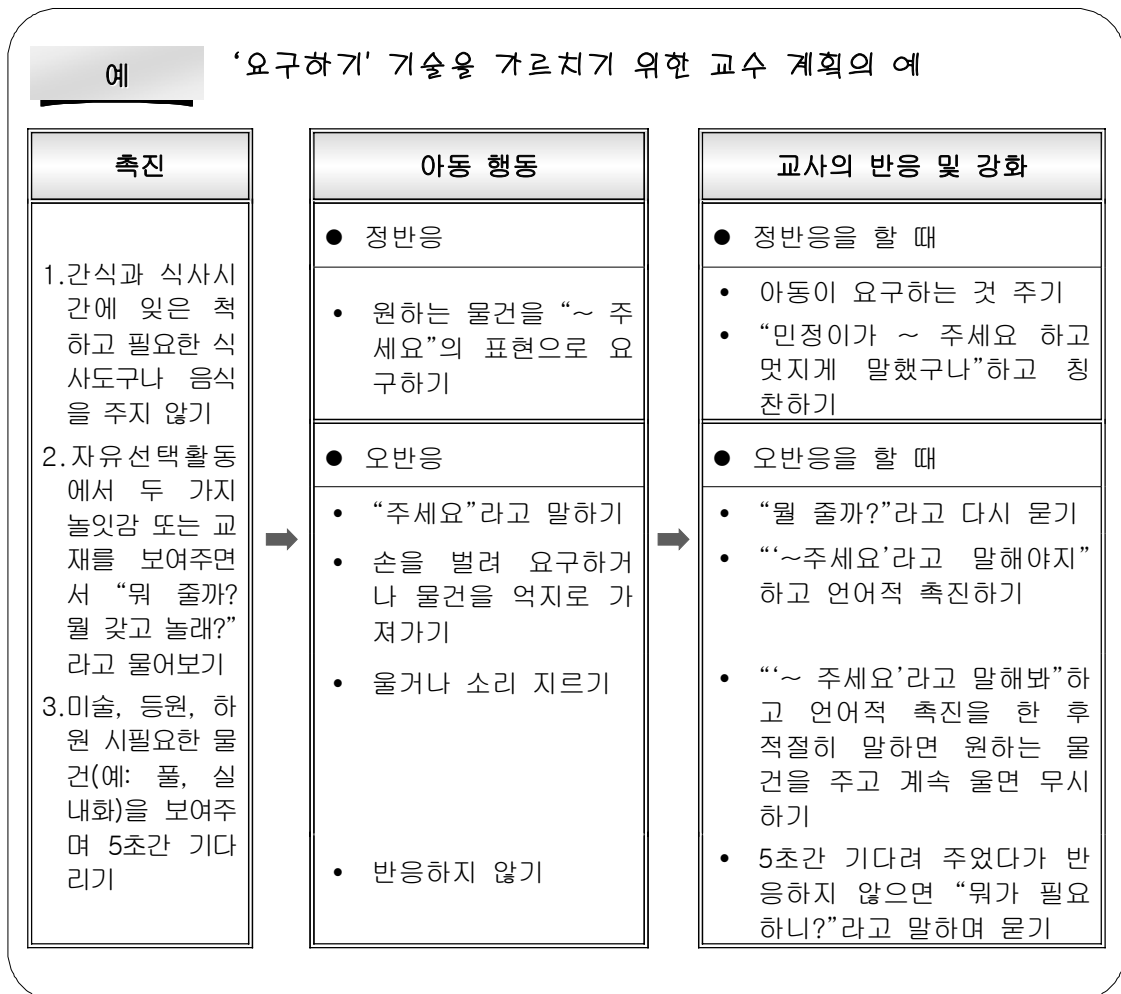 예
‘요구하기’ 기술을 가르치기 위한 교수 계획의 예
촉진
1.간식과 식사시
간에 잊은 척
하고 필요한 식
사도구나 음식
을 주지 않기
2.자유선택활동
에서 두 가지
놀잇감 또는 교
재를 보여주면
서 “뭐 줄까?
뭘 갖고 놀래?”
라고 물어보기
3.미술, 등원, 하
원 시필요한 물
건(예: 풀, 실
내화)을 보여주
며 5초간 기다
리기
아동 행동
● 정반응
• 원하는 물건을 “~ 주
세요”의 표현으로 요
구하기
● 오반응
• “주세요”라고 말하기
• 손을 벌려 요구하거
나 물건을 억지로 가
져가기
• 울거나 소리 지르기
• 반응하지 않기
교사의 반응 및 강화
● 정반응을 할 때
• 아동이 요구하는 것 주기
• “민정이가 ~ 주세요 하고
멋지게 말했구나”하고 칭
찬하기
● 오반응을 할 때
• “뭘 줄까?”라고 다시 묻기
• “‘~주세요’라고 말해야지”
하고 언어적 촉진하기
• “‘~ 주세요’라고 말해봐”하
고 언어적 촉진을 한 후
적절히 말하면 원하는 물
건을 주고 계속 울면 무시
하기
• 5초간 기다려 주었다가 반
응하지 않으면 “뭐가 필요
하니?”라고 말하며 묻기